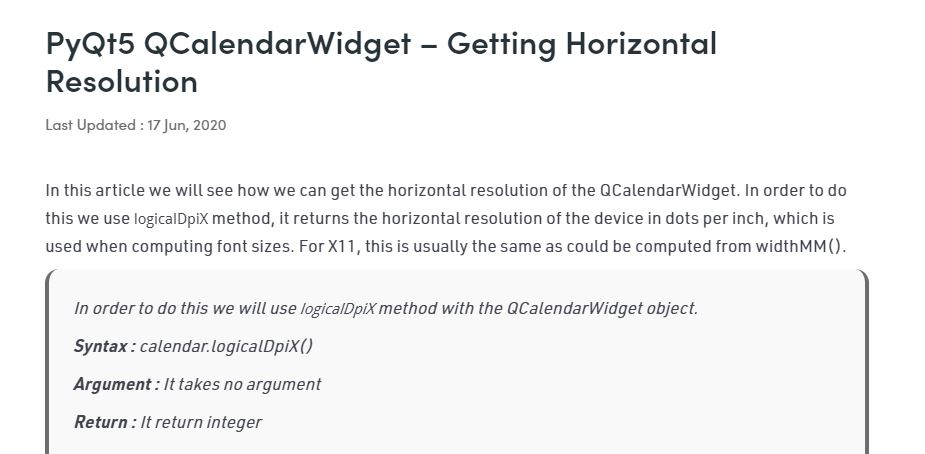 PyQt5 QCalendarWidget – Getting Horizontal
Resolution
Last Updated : 17 Jun, 2020
In this article we will see how we can get the horizontal resolution of the QCalendarWidget. In order to do
this we use logicalDpiX method, it returns the horizontal resolution of the device in dots per inch, which is
used when computing font sizes. For X11, this is usually the same as could be computed from widthMM().
In order to do this we will use logicalDpiX method with the QCalendarWidget object.
Syntax : calendar.logicalDpiX()
Argument : It takes no argument
Return : It return integer